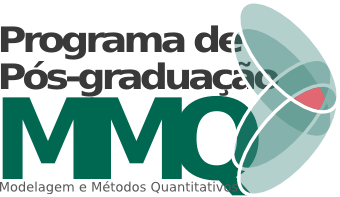 Programa de
Pós-graduação
MMQ
Modelagem e Métodos Quantitativos